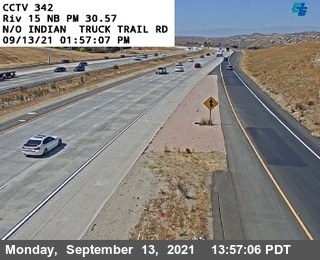 CCTV 342
Riv 15 NB PM 30.57
N/O INDIAN TRUCK TRAIL RD
09/13/21 01:57:07 PM
Monday, September 13, 2021 13:57:06 PDT